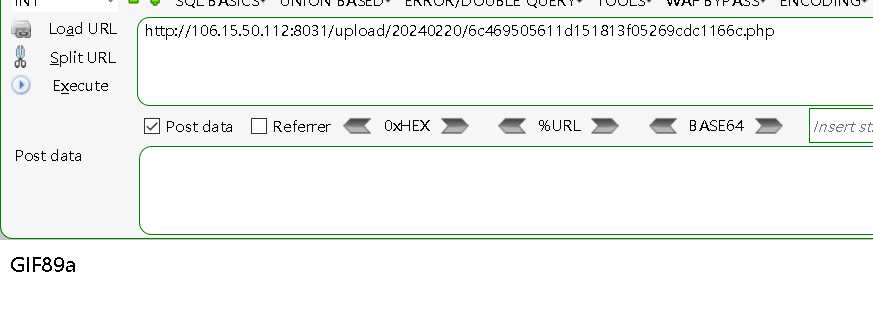 INT SQL BASICS UNION BASED ERROR/DOUBLE QUERY TOOLS WAF BYPASS ENCODING
Load URL
http://106.15.50.112:8031/upload/20240220/6c469505611d151813f05269cdc1166c.php
Split URL
Execute
Post data Referrer 0xHEX %URL BASE64 Insert st
Post data
GIF89a